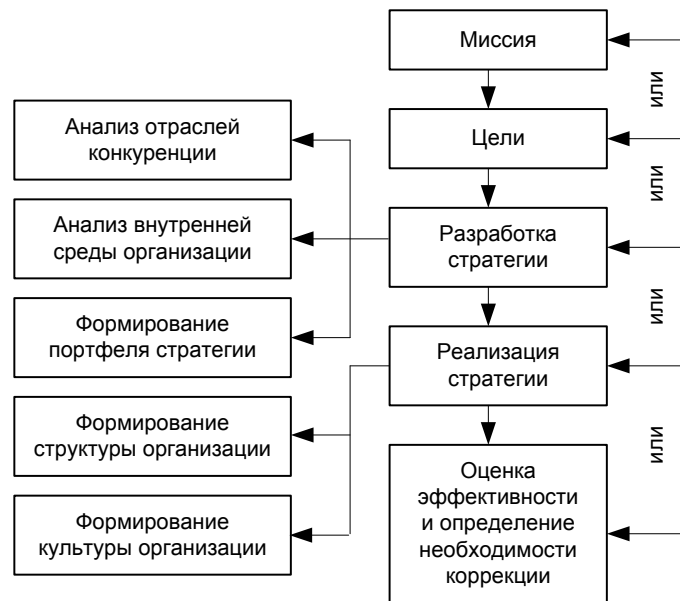 Миссия
или
Анализ отраслей
конкуренции
Цели
или
Анализ внутренней
среды организации
Разработка
стратегии
или
Формирование
портфеля стратегии
Реализация
стратегии
или
Формирование
структуры организации
Оценка
эффективности
и определение
необходимости
коррекции
Формирование
культуры организации